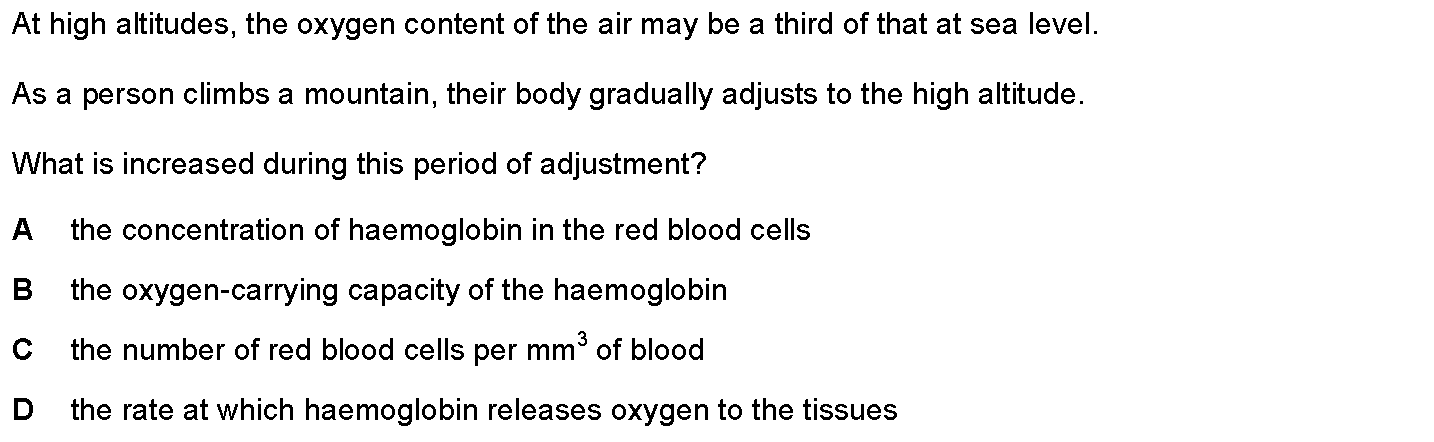 At high altitudes, the oxygen content of the air may be a third of that at sea level.
As a person climbs a mountain, their body gradually adjusts to the high altitude.
What is increased during this period of adjustment?
A the concentration of haemoglobin in the red blood cells
B the oxygen-carrying capacity of the haemoglobin
C the number of red blood cells per mm³ of blood
D the rate at which haemoglobin releases oxygen to the tissues